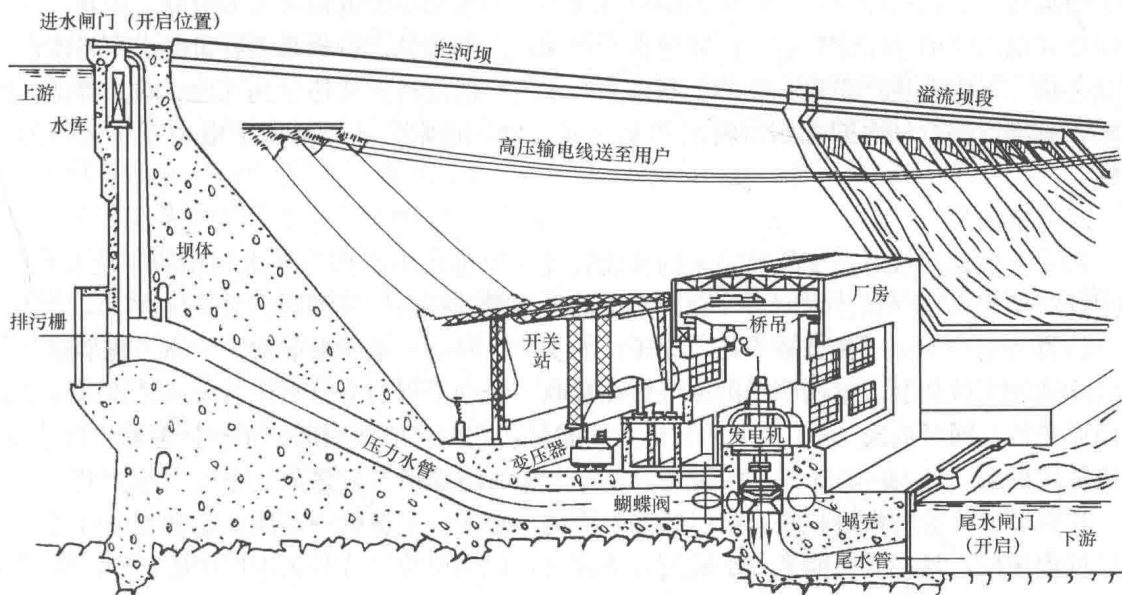 进水闸门（开启位置）
拦河坝
溢流坝段
上游
水库
高压输电线送至用户
坝体
排污栅
厂房
桥吊
开关
站
压力水管
变压器
发电机
蝴蝶阀
蜗壳
尾水闸门
（开启）
下游
尾水管